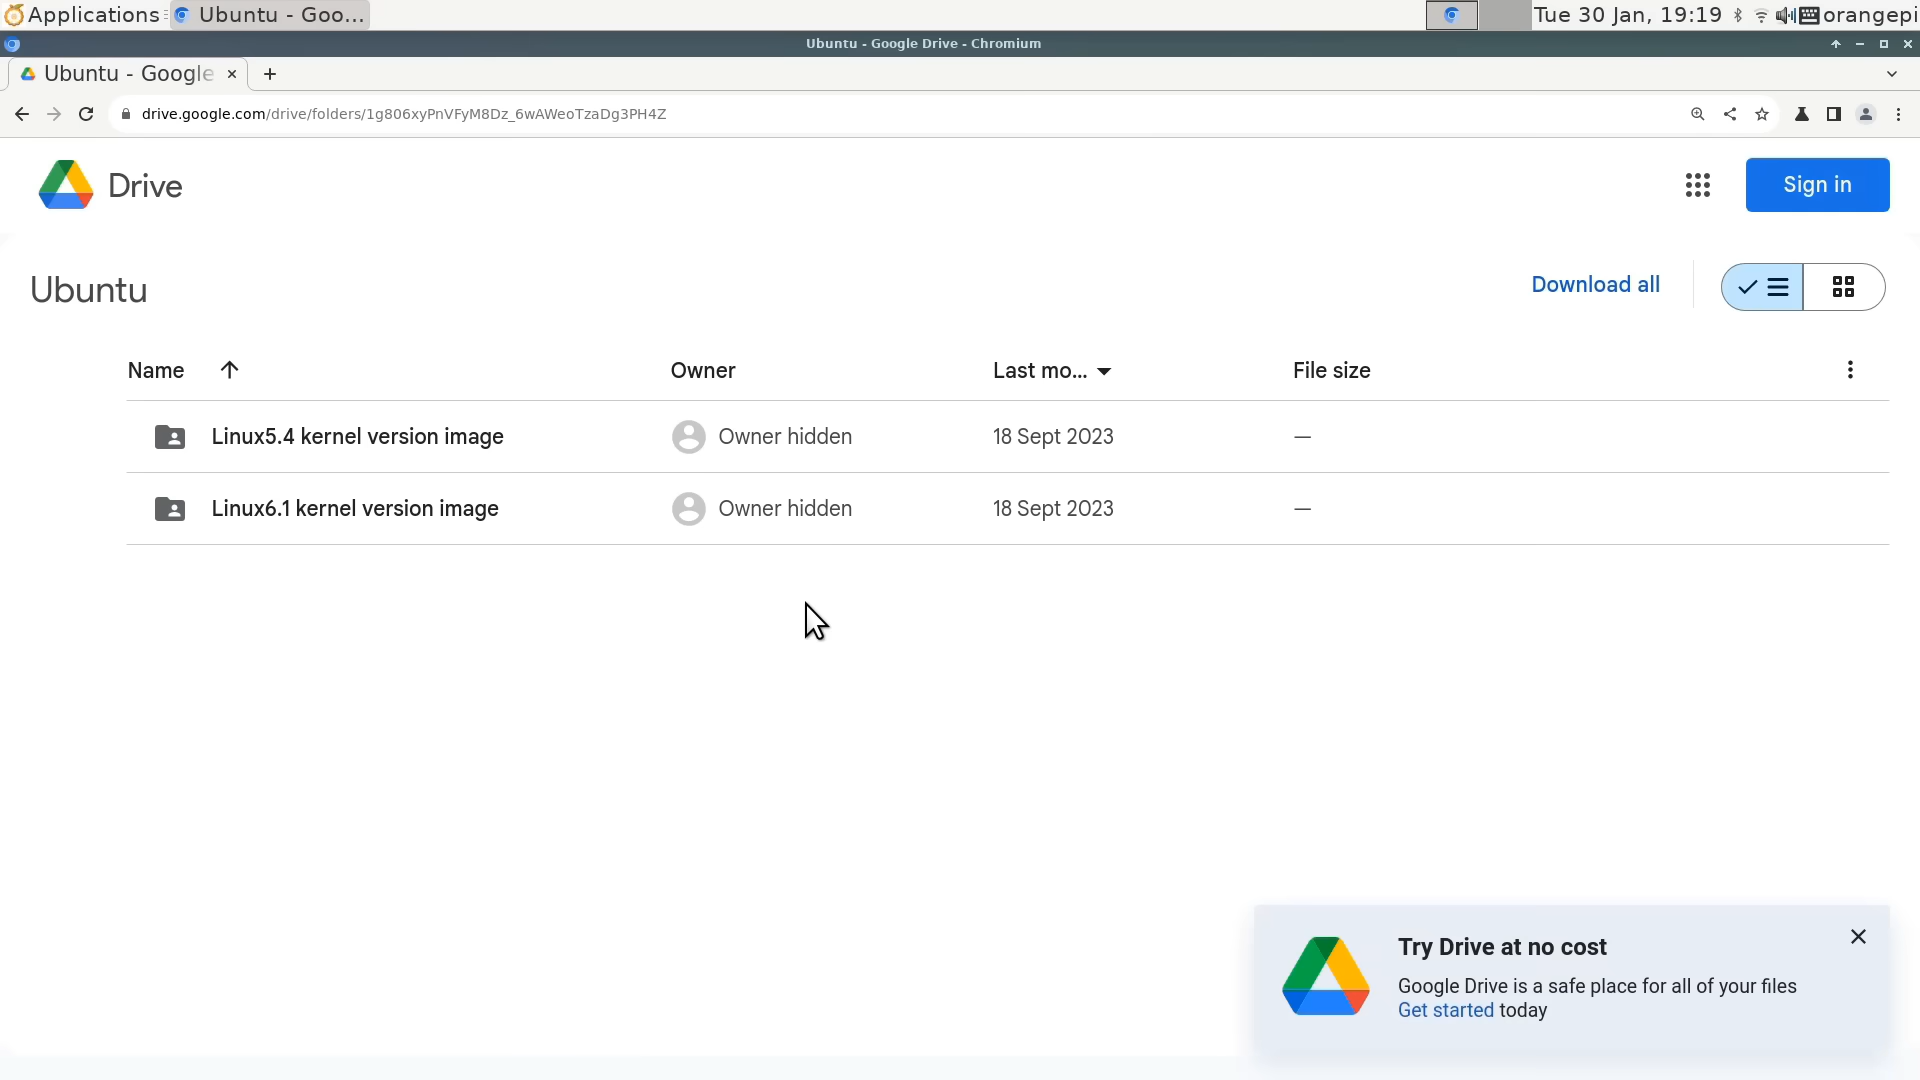 Applications
Ubuntu - Goo...
Tue 30 Jan, 19:19
orangepi
Ubuntu - Google Drive - Chromium
Ubuntu - Google
drive.google.com/drive/folders/1g806xyPnVFyM8Dz_6wAWeoTzaDg3PH4Z
Drive
Sign in
Ubuntu
Download all
Name Owner Last mo... File size
Linux5.4 kernel version image Owner hidden 18 Sept 2023 —
Linux6.1 kernel version image Owner hidden 18 Sept 2023 —
Try Drive at no cost
Google Drive is a safe place for all of your files
Get started today